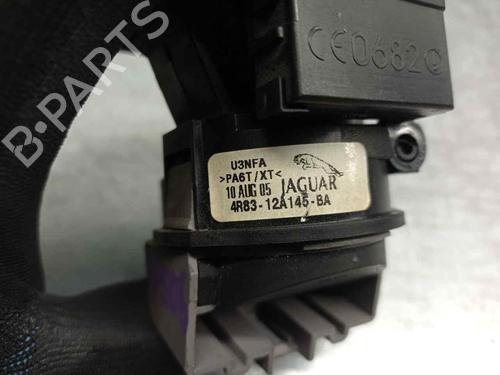 B-PARTS
CE0682
U3NFA
>PA6T/XT<
10 AUG 05 JAGUAR
4R83-12A145-BA